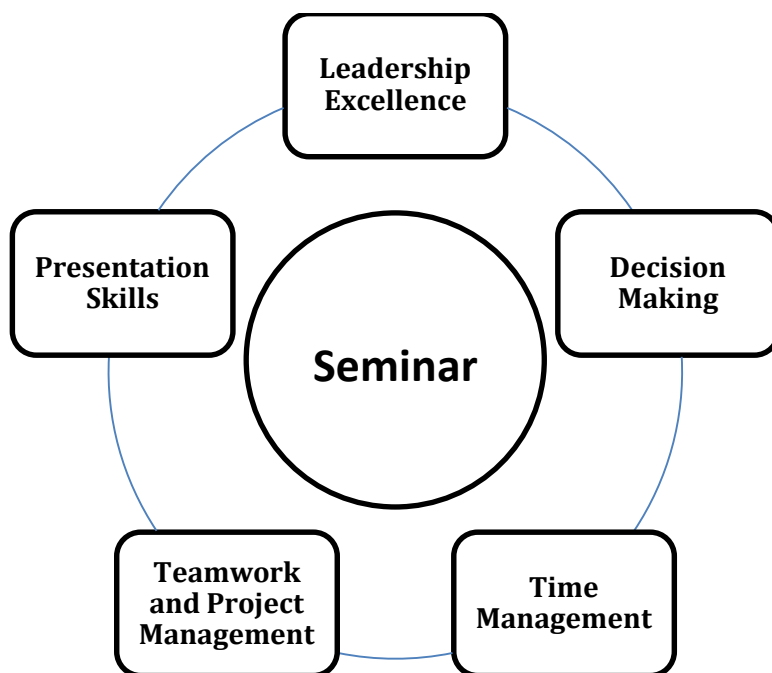 Leadership
Excellence
Presentation
Skills
Decision
Making
Seminar
Teamwork
and Project
Management
Time
Management